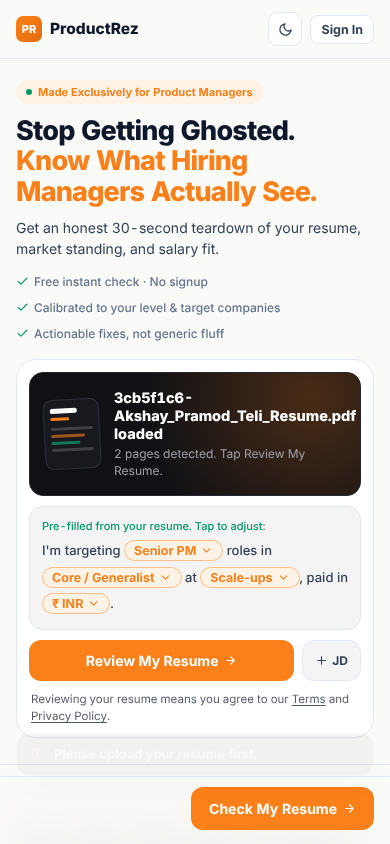 PR ProductRez Sign In
Made Exclusively for Product Managers
Stop Getting Ghosted.
Know What Hiring
Managers Actually See.
Get an honest 30-second teardown of your resume,
market standing, and salary fit.
Free instant check · No signup
Calibrated to your level & target companies
Actionable fixes, not generic fluff
3cb5f1c6-
Akshay_Pramod_Teli_Resume.pdf
loaded
2 pages detected. Tap Review My
Resume.
Pre-filled from your resume. Tap to adjust:
I'm targeting Senior PM roles in
Core / Generalist at Scale-ups , paid in
₹ INR .
Review My Resume → + JD
Reviewing your resume means you agree to our Terms and
Privacy Policy.
Please upload your resume first
Check My Resume →